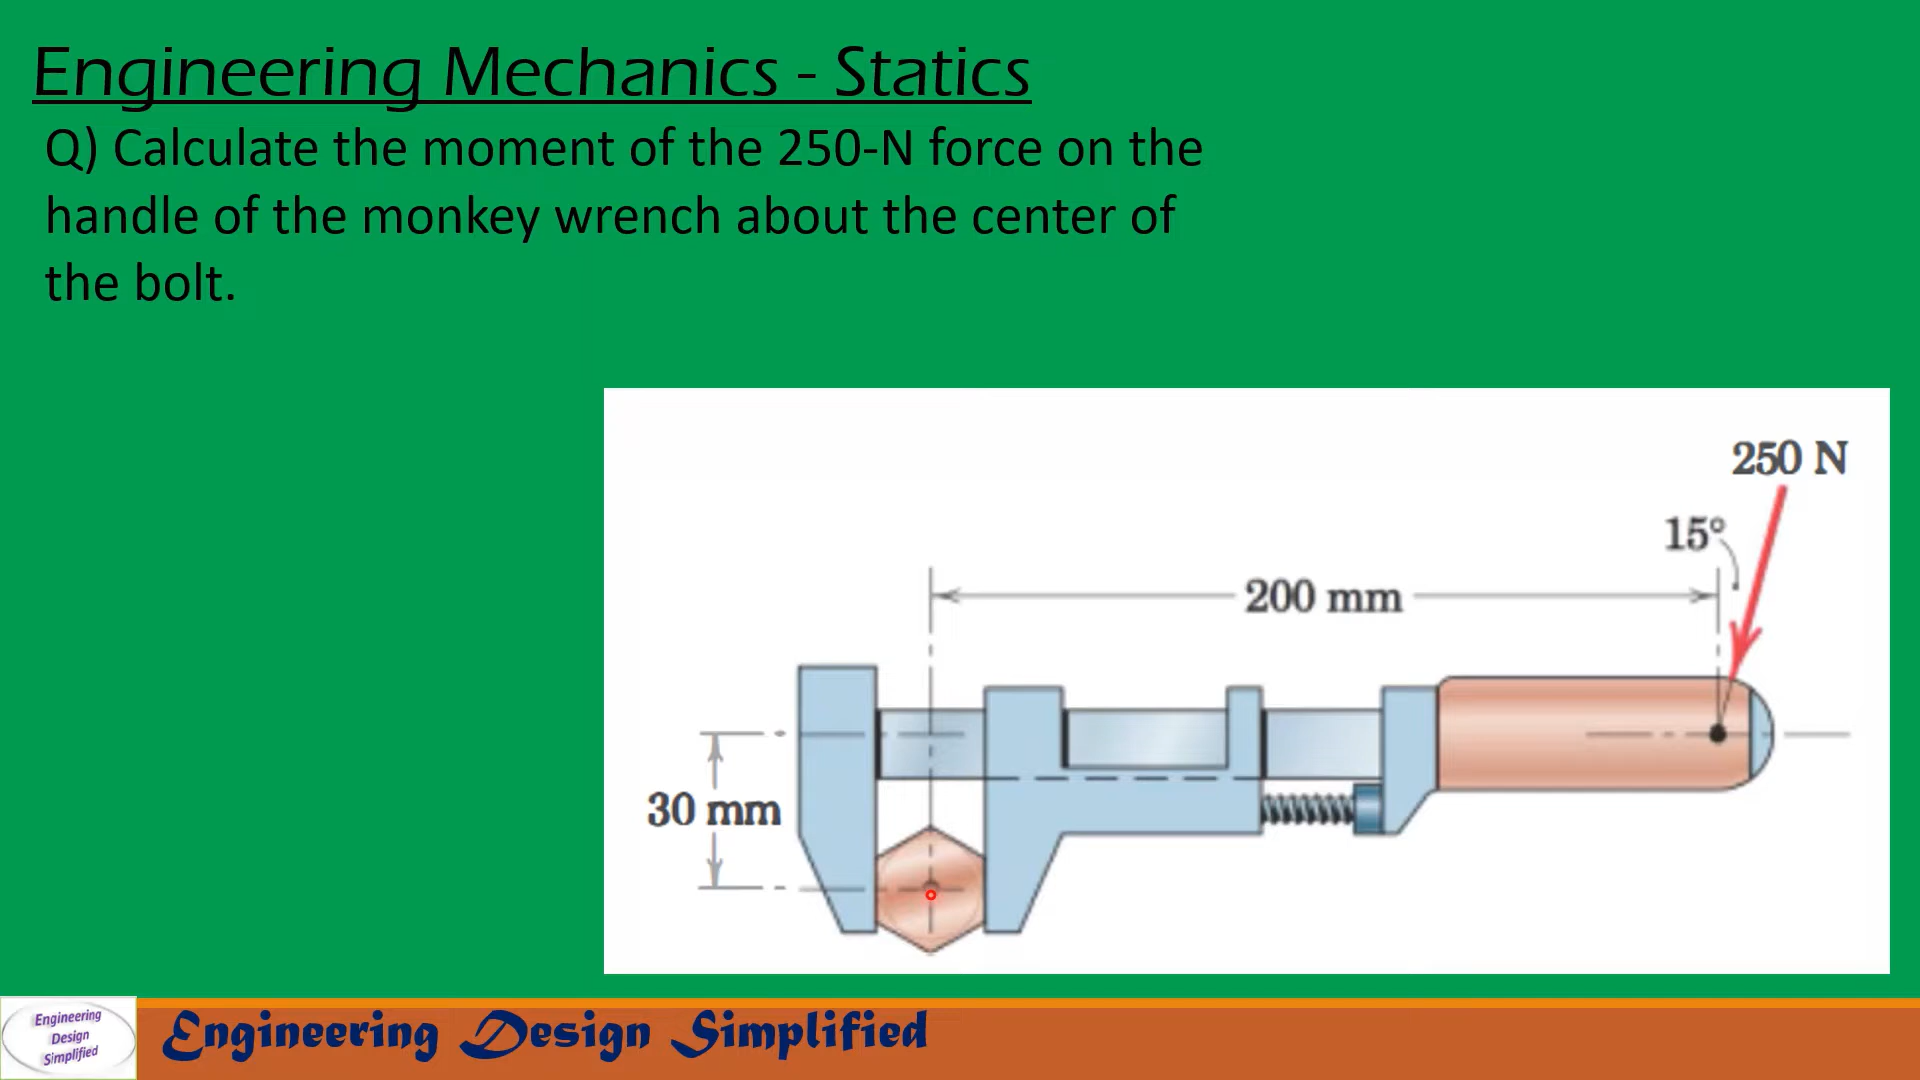 Engineering Mechanics - Statics
Q) Calculate the moment of the 250-N force on the
handle of the monkey wrench about the center of
the bolt.
250 N
15°
200 mm
30 mm
Engineering
Design
Simplified
Engineering Design Simplified